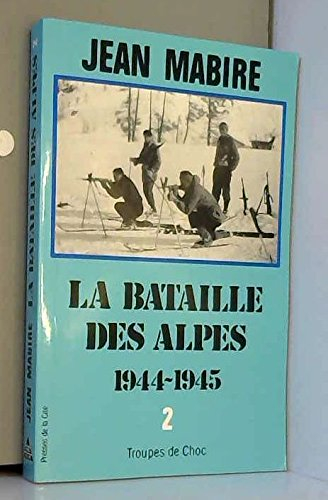 JEAN MABIRE
LA BATAILLE
DES ALPES
1944-1945
2
Troupes de Choc
JEAN MABIRE LA BATAILLE DES ALPES
Presses de la Cité